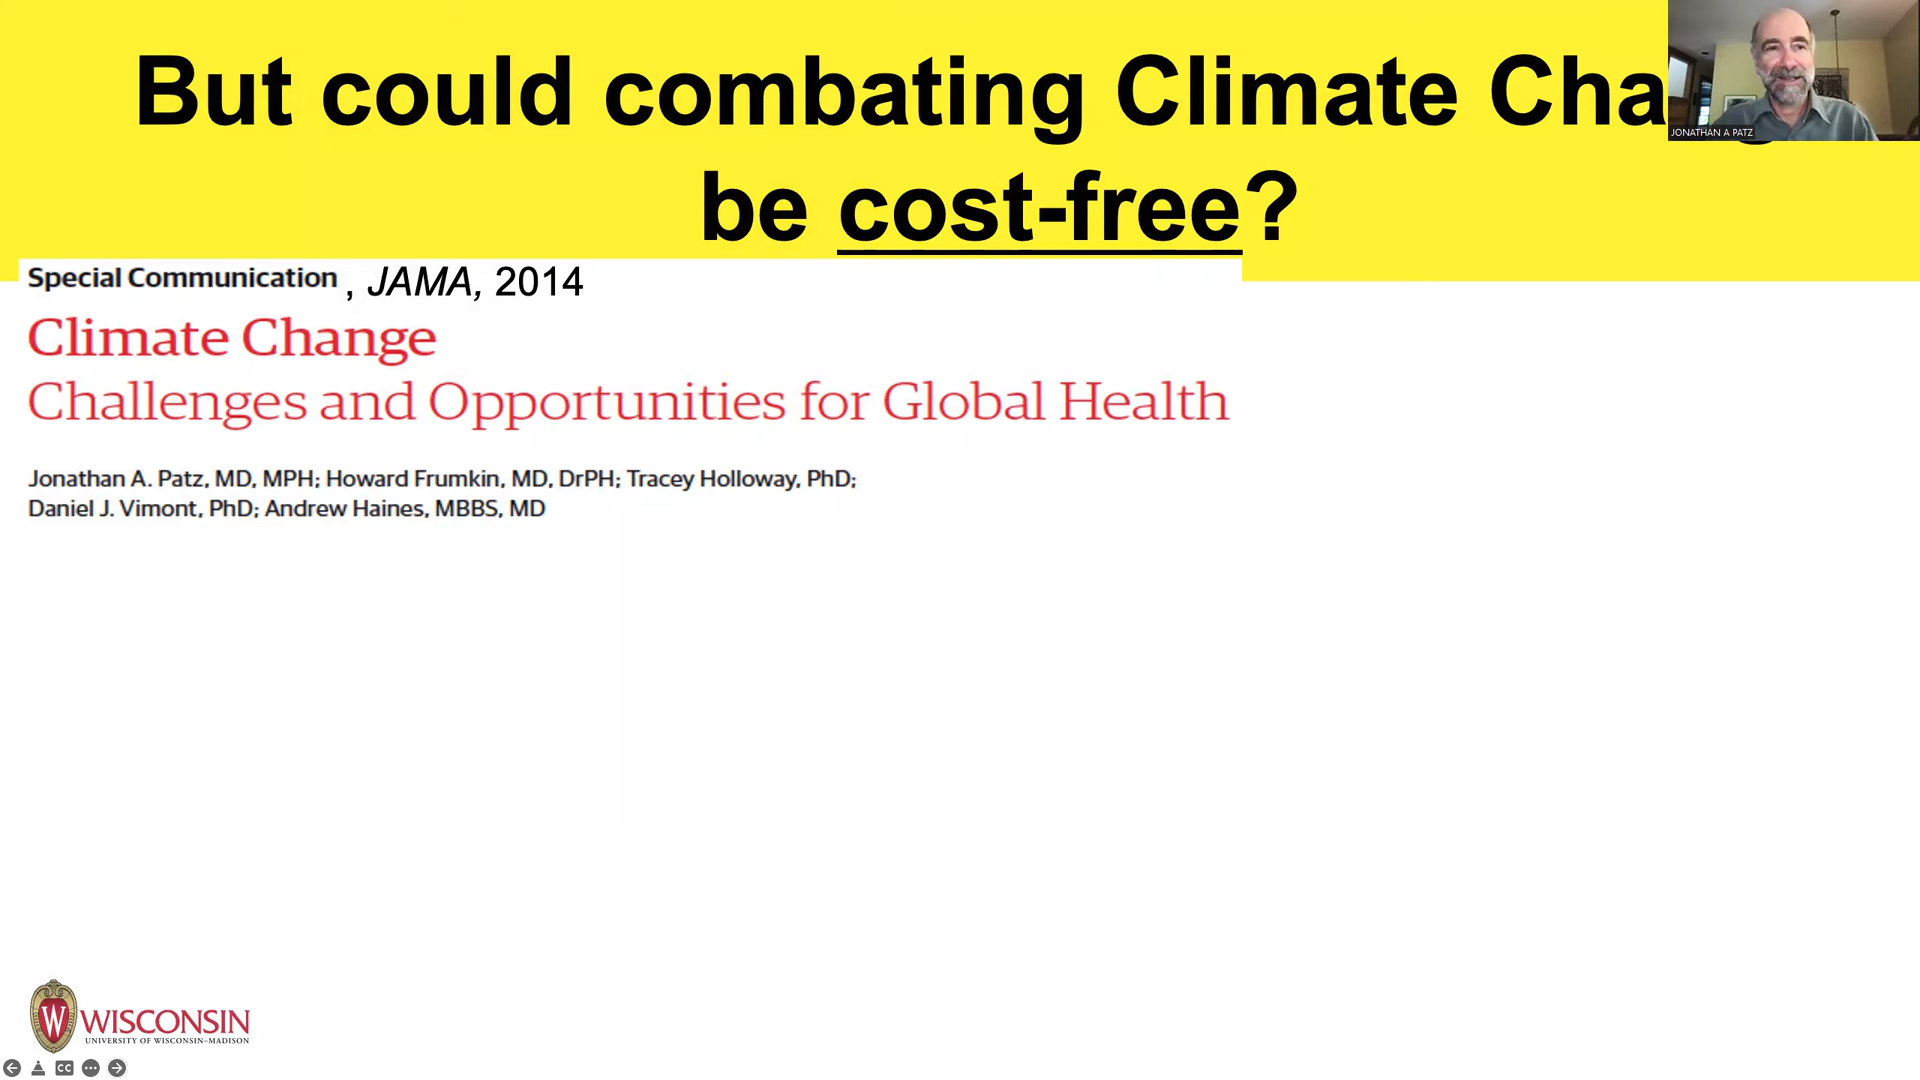 But could combating Climate Cha
be cost-free?
JONATHAN A PATZ
Special Communication , JAMA, 2014
Climate Change
Challenges and Opportunities for Global Health
Jonathan A. Patz, MD, MPH; Howard Frumkin, MD, DrPH; Tracey Holloway, PhD;
Daniel J. Vimont, PhD; Andrew Haines, MBBS, MD
W
WISCONSIN
UNIVERSITY OF WISCONSIN–MADISON
CC